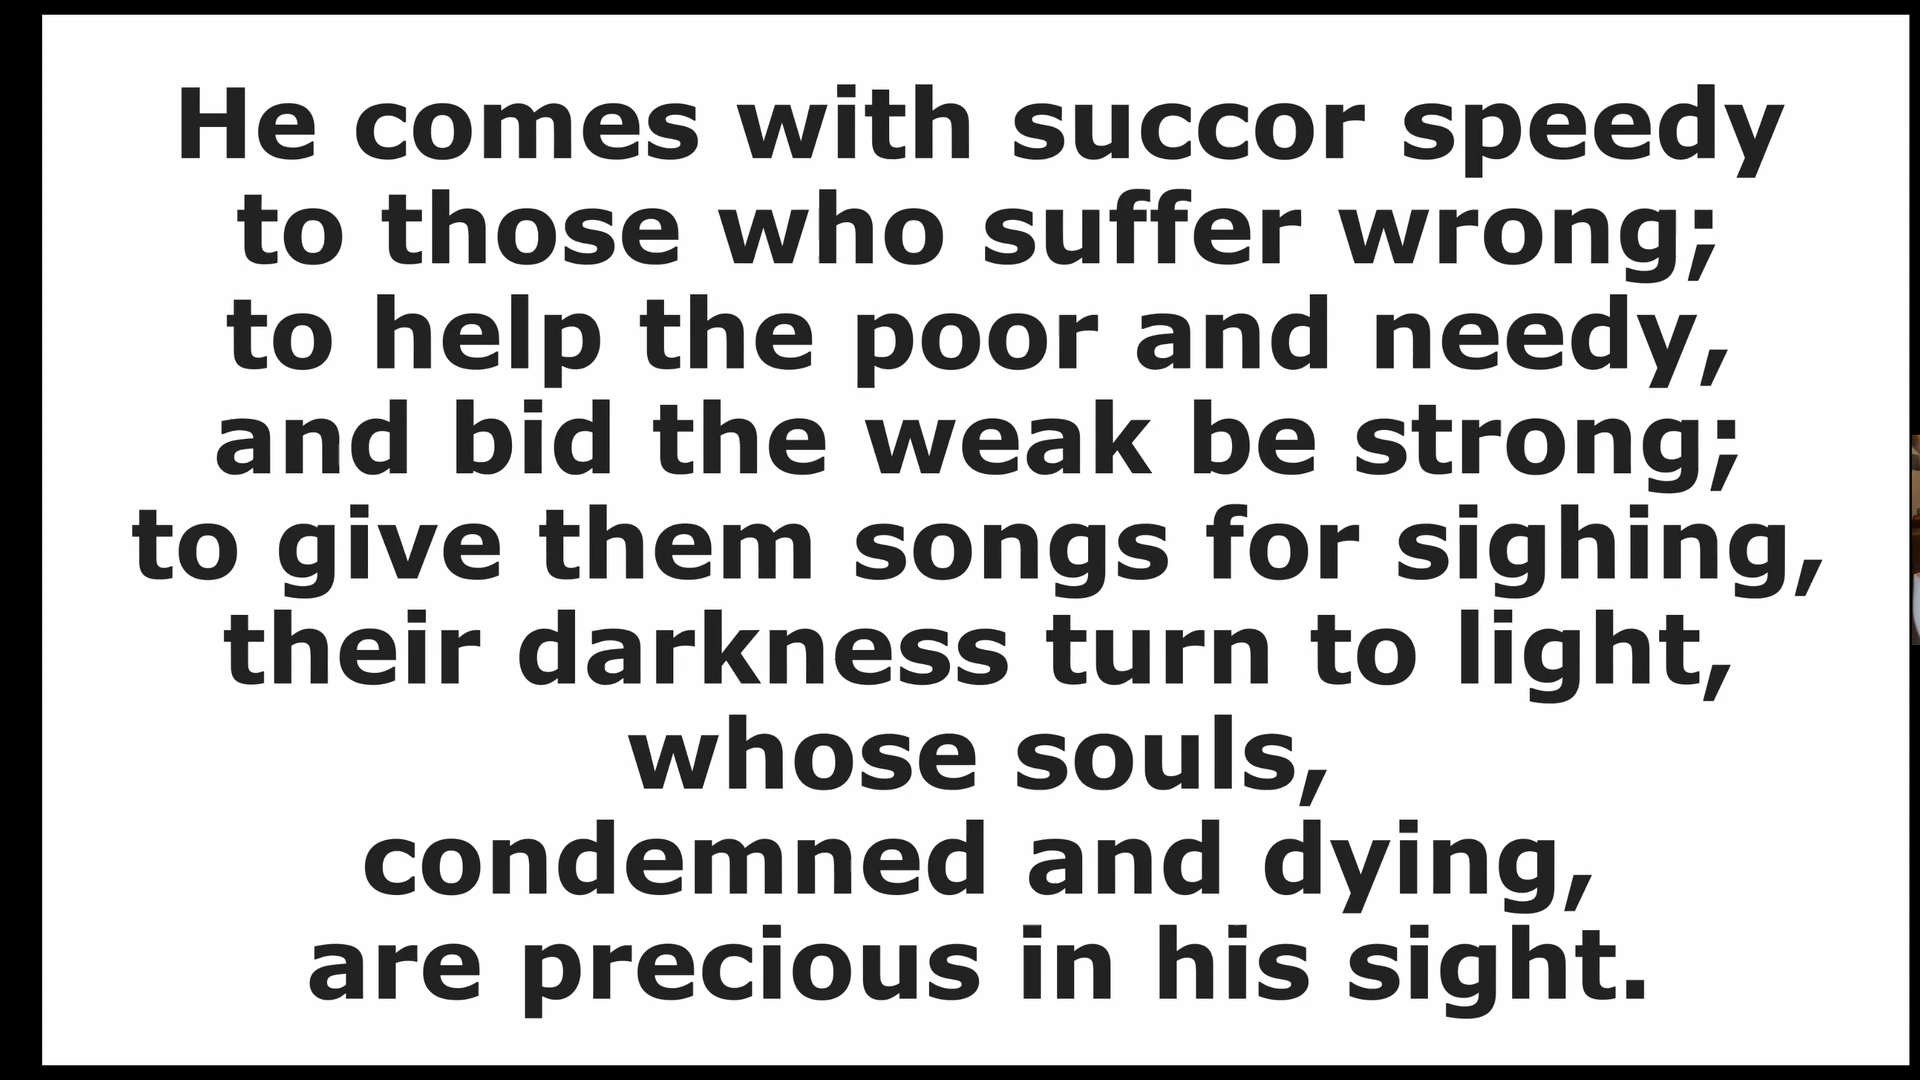 He comes with succor speedy
to those who suffer wrong;
to help the poor and needy,
and bid the weak be strong;
to give them songs for sighing,
their darkness turn to light,
whose souls,
condemned and dying,
are precious in his sight.